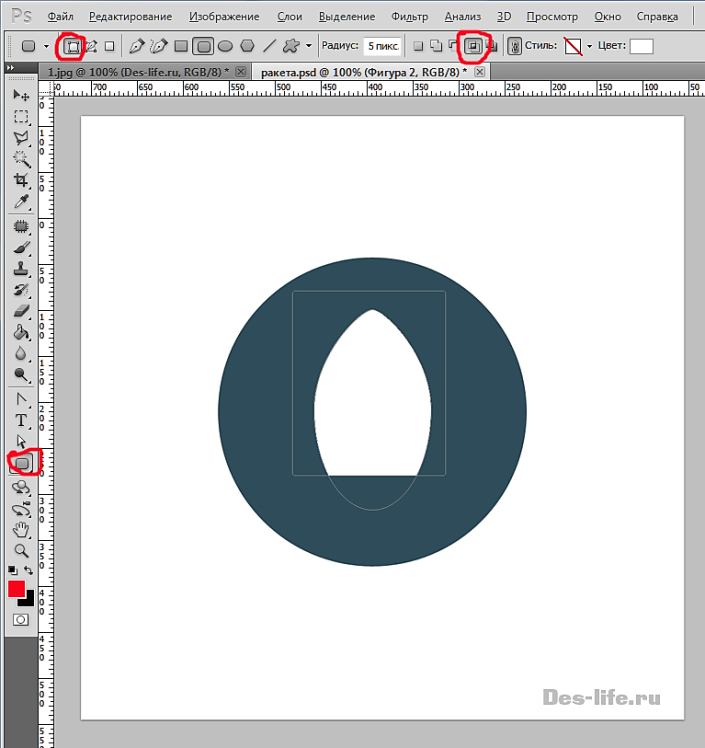 Ps Файл Редактирование Изображение Слои Выделение Фильтр Анализ 3D Просмотр Окно Справка
Радиус: 5 пикс. Стиль: Цвет:
1.jpg @ 100% (Des-life.ru, RGB/8) * ракета.psd @ 100% (Фигура 2, RGB/8) *
700 650 600 550 500 450 400 350 300 250 200 150 100 50
T
Des-life.ru